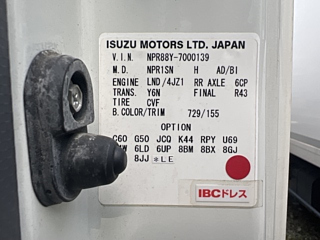 ISUZU MOTORS LTD. JAPAN
V.I.N. NPR88Y-7000139
M.D. NPR1SN H AD/BI
ENGINE LND/4JZ1 RR AXLE 6CP
TRANS. Y6N FINAL R43
TIRE CVF
B.COLOR/TRIM 729/155
OPTION
C60 G50 JCQ K44 RPY U69
6LD 6UP 8BM 8BX 8GJ
8JJ *LE
IBCドレス